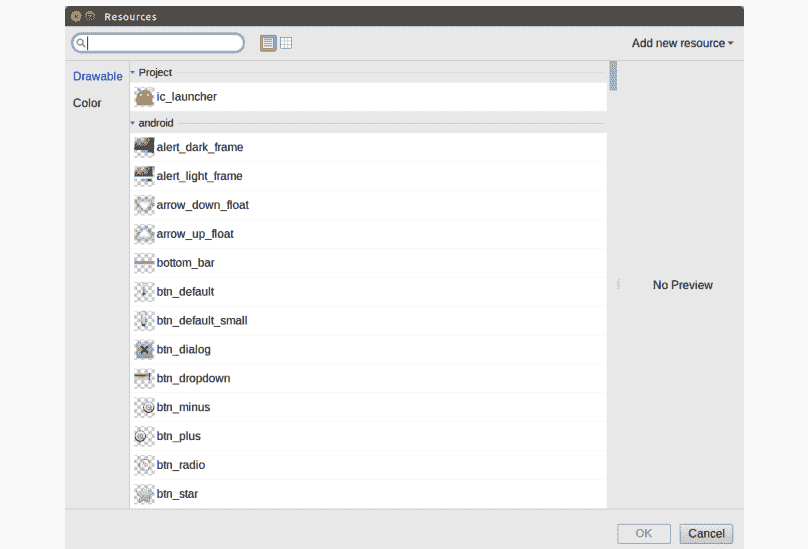 Resources
Add new resource
Drawable
Color
Project
ic_launcher
android
alert_dark_frame
alert_light_frame
arrow_down_float
arrow_up_float
bottom_bar
btn_default
btn_default_small
btn_dialog
btn_dropdown
btn_minus
btn_plus
btn_radio
btn_star
No Preview
OK
Cancel